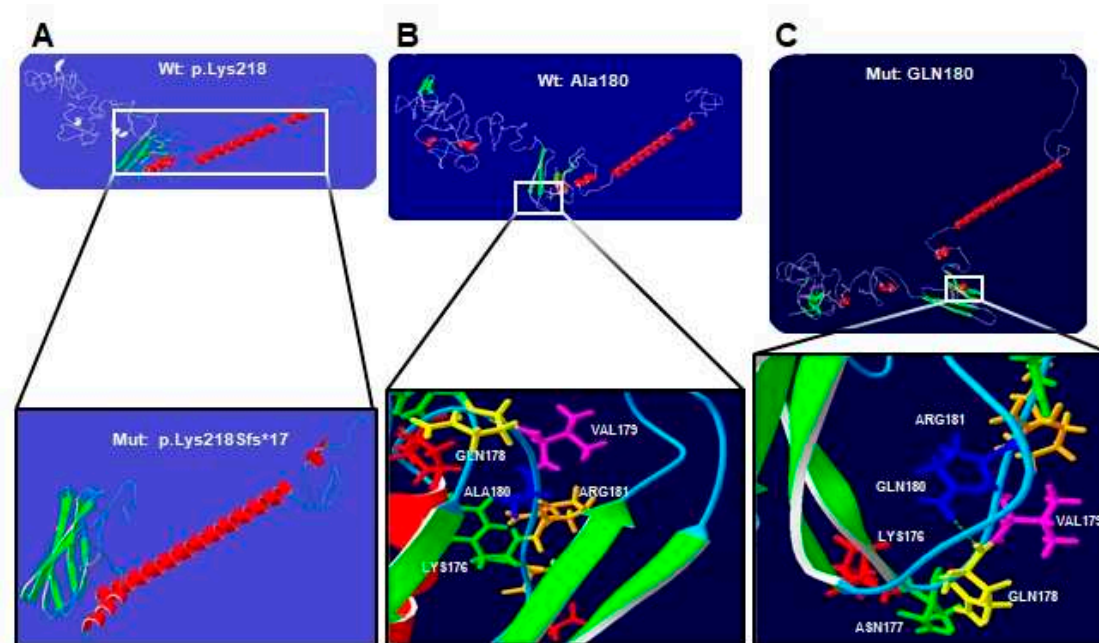 A
Wt: p.Lys218
Mut: p.Lys218Sfs*17
B
Wt: Ala180
VAL179
GLN178
ALA180
ARG181
LYS176
C
Mut: GLN180
ARG181
GLN180
VAL179
LYS176
GLN178
ASN177